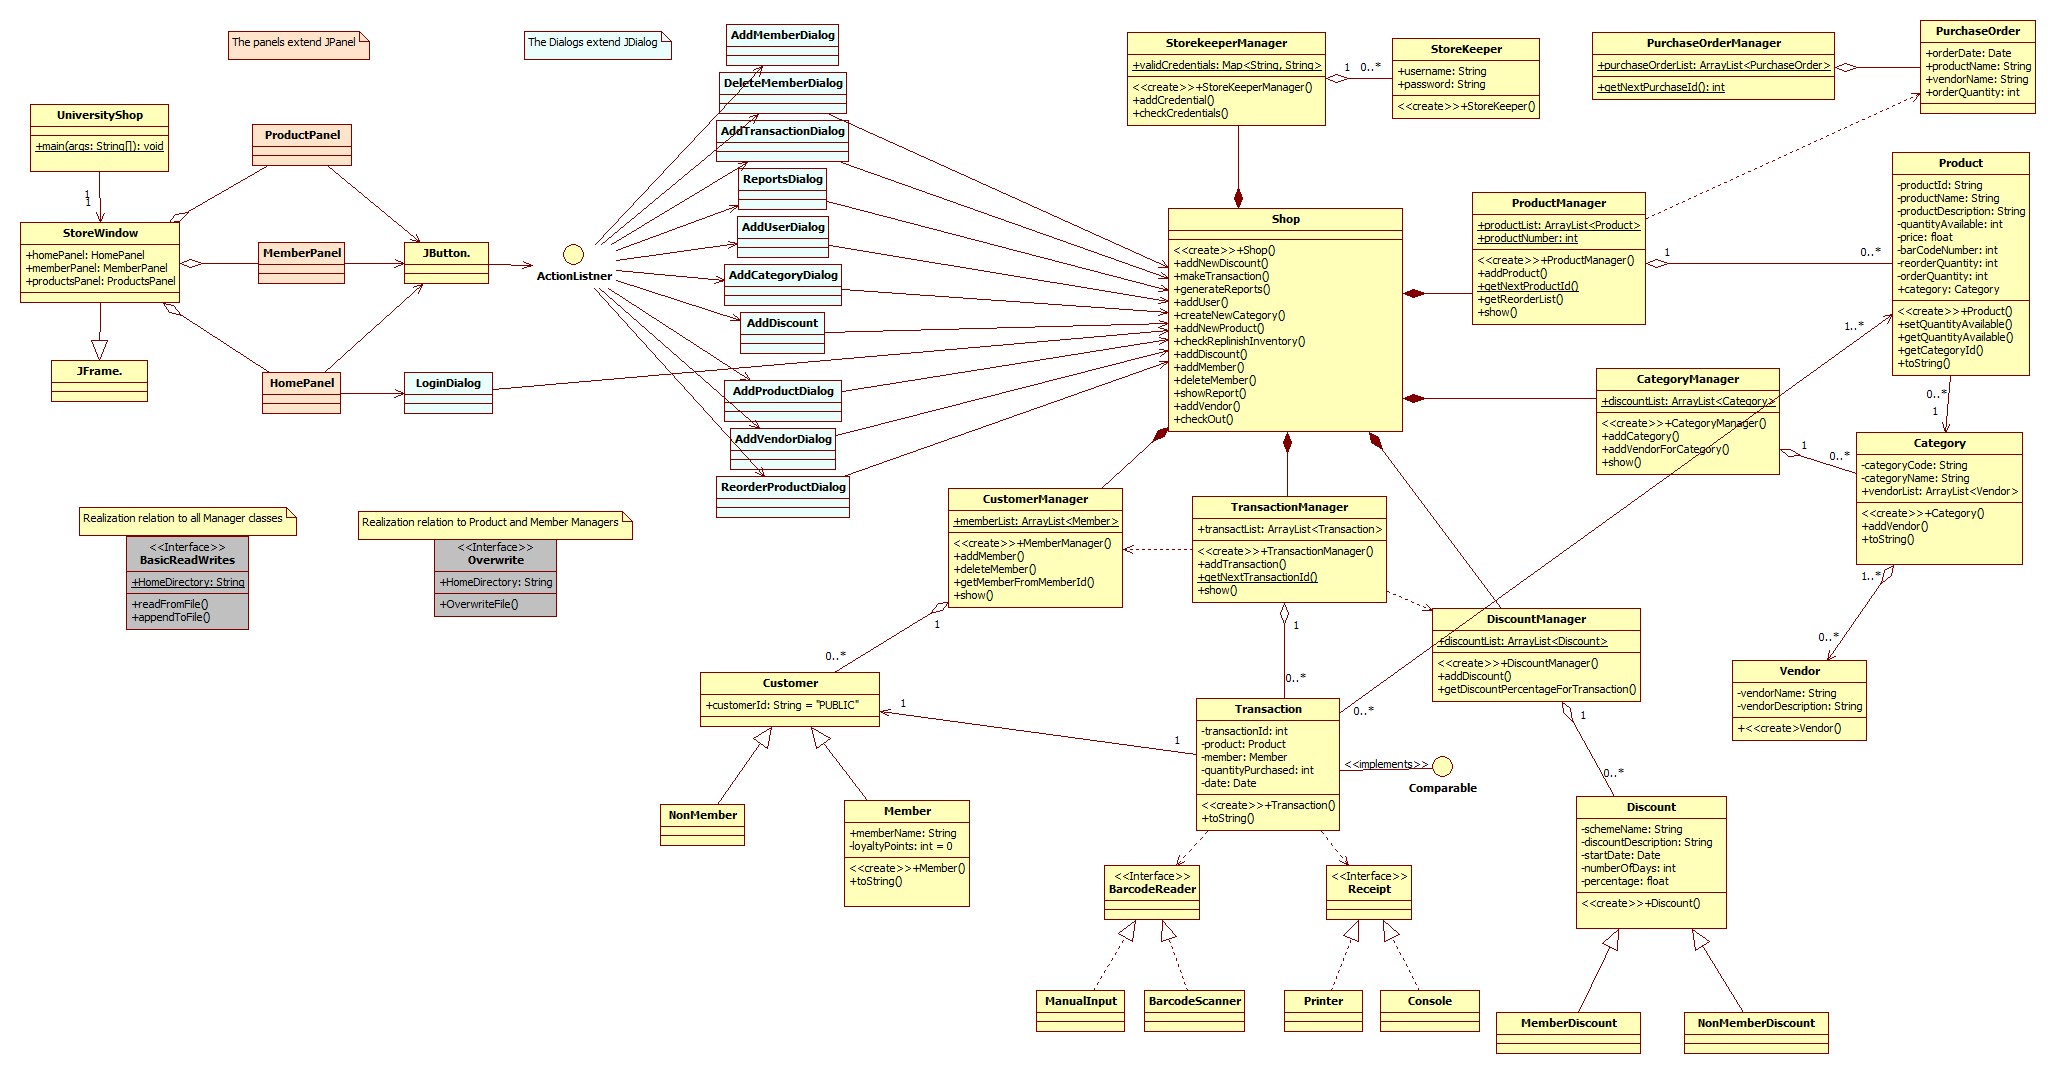 The panels extend JPanel
The Dialogs extend JDialog
UniversityShop
+main(args: String[]): void
1
1
StoreWindow
+homePanel: HomePanel
+memberPanel: MemberPanel
+productsPanel: ProductsPanel
JFrame.
ProductPanel
MemberPanel
HomePanel
JButton.
LoginDialog
ActionListner
AddMemberDialog
DeleteMemberDialog
AddTransactionDialog
ReportsDialog
AddUserDialog
AddCategoryDialog
AddDiscount
AddProductDialog
AddVendorDialog
ReorderProductDialog
Realization relation to all Manager classes
<<Interface>>
BasicReadWrites
+HomeDirectory: String
+readFromFile()
+appendToFile()
Realization relation to Product and Member Managers
<<Interface>>
Overwrite
+HomeDirectory: String
+OverwriteFile()
StorekeeperManager
+validCredentials: Map<String, String>
<<create>>+StoreKeeperManager()
+addCredential()
+checkCredentials()
1
0..*
StoreKeeper
+username: String
+password: String
<<create>>+StoreKeeper()
PurchaseOrderManager
+purchaseOrderList: ArrayList<PurchaseOrder>
+getNextPurchaseId(): int
PurchaseOrder
+orderDate: Date
+productName: String
+vendorName: String
+orderQuantity: int
Shop
<<create>>+Shop()
+addNewDiscount()
+makeTransaction()
+generateReports()
+addUser()
+createNewCategory()
+addNewProduct()
+checkReplinishInventory()
+addDiscount()
+addMember()
+deleteMember()
+showReport()
+addVendor()
+checkOut()
ProductManager
+productList: ArrayList<Product>
+productNumber: int
<<create>>+ProductManager()
+addProduct()
+getNextProductId()
+getReorderList()
+show()
1
0..*
Product
-productId: String
-productName: String
-productDescription: String
-quantityAvailable: int
-price: float
-barCodeNumber: int
-reorderQuantity: int
-orderQuantity: int
+category: Category
<<create>>+Product()
+setQuantityAvailable()
+getQuantityAvailable()
+getCategoryId()
+toString()
1..*
0..*
1
CategoryManager
+discountList: ArrayList<Category>
<<create>>+CategoryManager()
+addCategory()
+addVendorForCategory()
+show()
1
0..*
Category
-categoryCode: String
-categoryName: String
+vendorList: ArrayList<Vendor>
<<create>>+Category()
+addVendor()
+toString()
1..*
0..*
Vendor
-vendorName: String
-vendorDescription: String
+<<create>Vendor()
CustomerManager
+memberList: ArrayList<Member>
<<create>>+MemberManager()
+addMember()
+deleteMember()
+getMemberFromMemberId()
+show()
1
0..*
TransactionManager
+transactList: ArrayList<Transaction>
<<create>>+TransactionManager()
+addTransaction()
+getNextTransactionId()
+show()
1
0..*
DiscountManager
+discountList: ArrayList<Discount>
<<create>>+DiscountManager()
+addDiscount()
+getDiscountPercentageForTransaction()
1
0..*
Customer
+customerId: String = "PUBLIC"
1
1
NonMember
Member
+memberName: String
-loyaltyPoints: int = 0
<<create>>+Member()
+toString()
Transaction
-transactionId: int
-product: Product
-member: Member
-quantityPurchased: int
-date: Date
<<create>>+Transaction()
+toString()
0..*
<<implements>>
Comparable
<<Interface>>
BarcodeReader
<<Interface>>
Receipt
ManualInput
BarcodeScanner
Printer
Console
Discount
-schemeName: String
-discountDescription: String
-startDate: Date
-numberOfDays: int
-percentage: float
<<create>>+Discount()
MemberDiscount
NonMemberDiscount